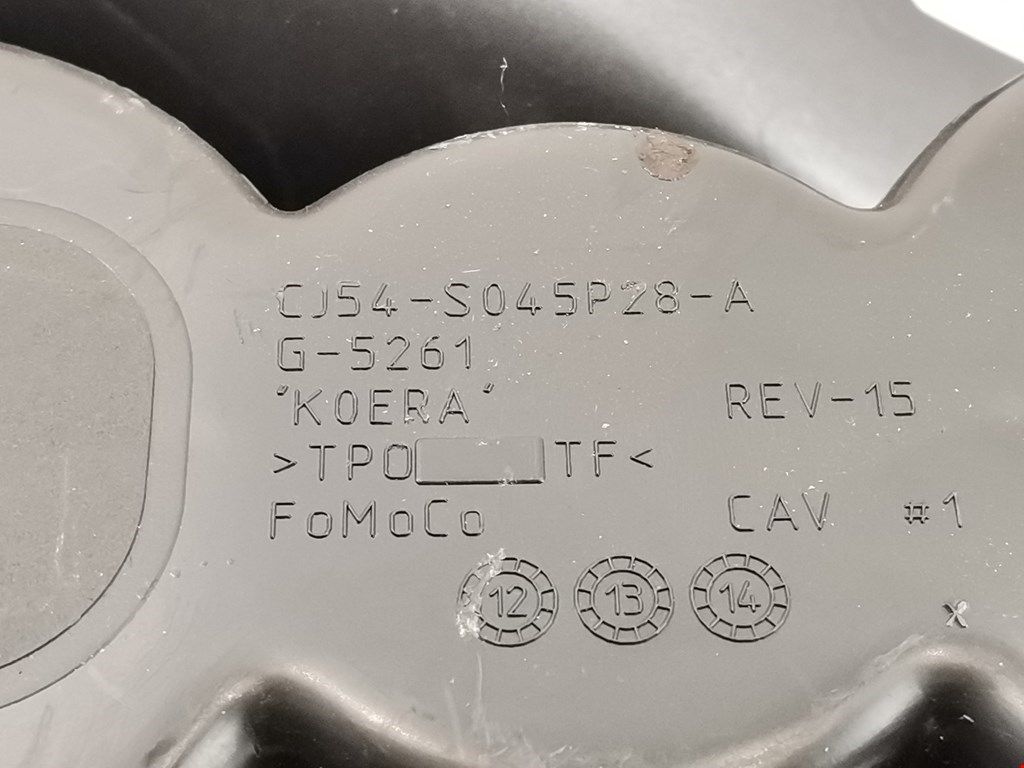 CJ54-S045P28-A
G-5261
"KOERA" REV-15
>TPO TF<
FoMoCo CAV #1
12 13 14
X